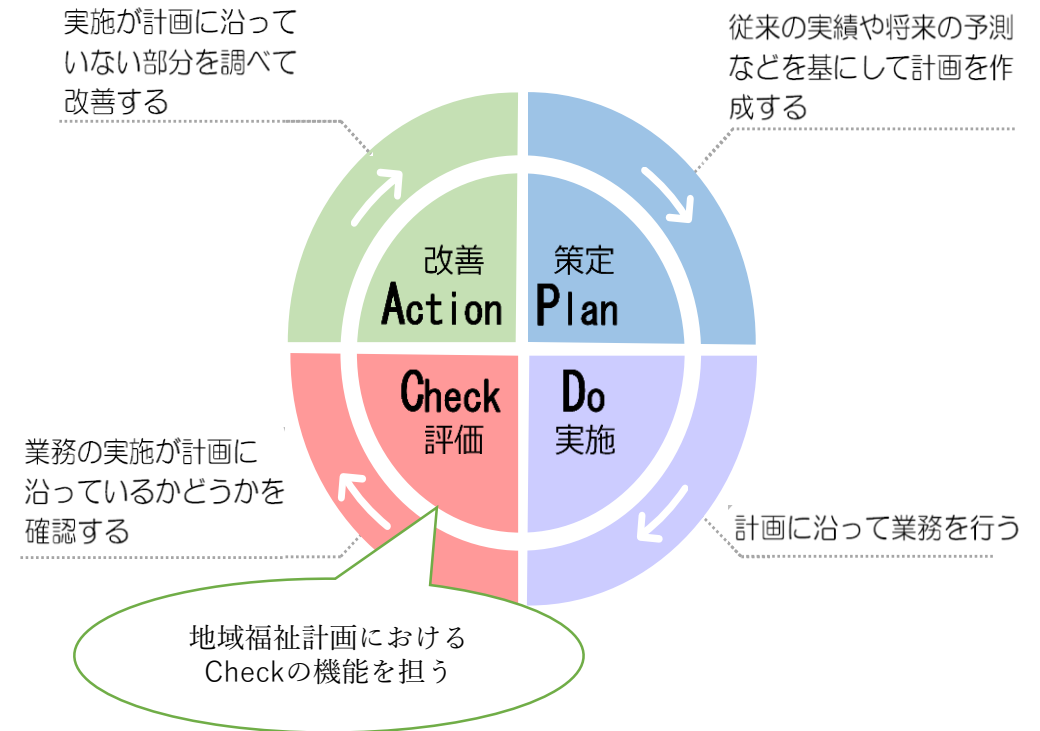 実施が計画に沿って
いない部分を調べて
改善する
従来の実績や将来の予測
などを基にして計画を作
成する
改善
Action
策定
Plan
Check
評価
Do
実施
業務の実施が計画に
沿っているかどうかを
確認する
計画に沿って業務を行う
地域福祉計画における
Checkの機能を担う